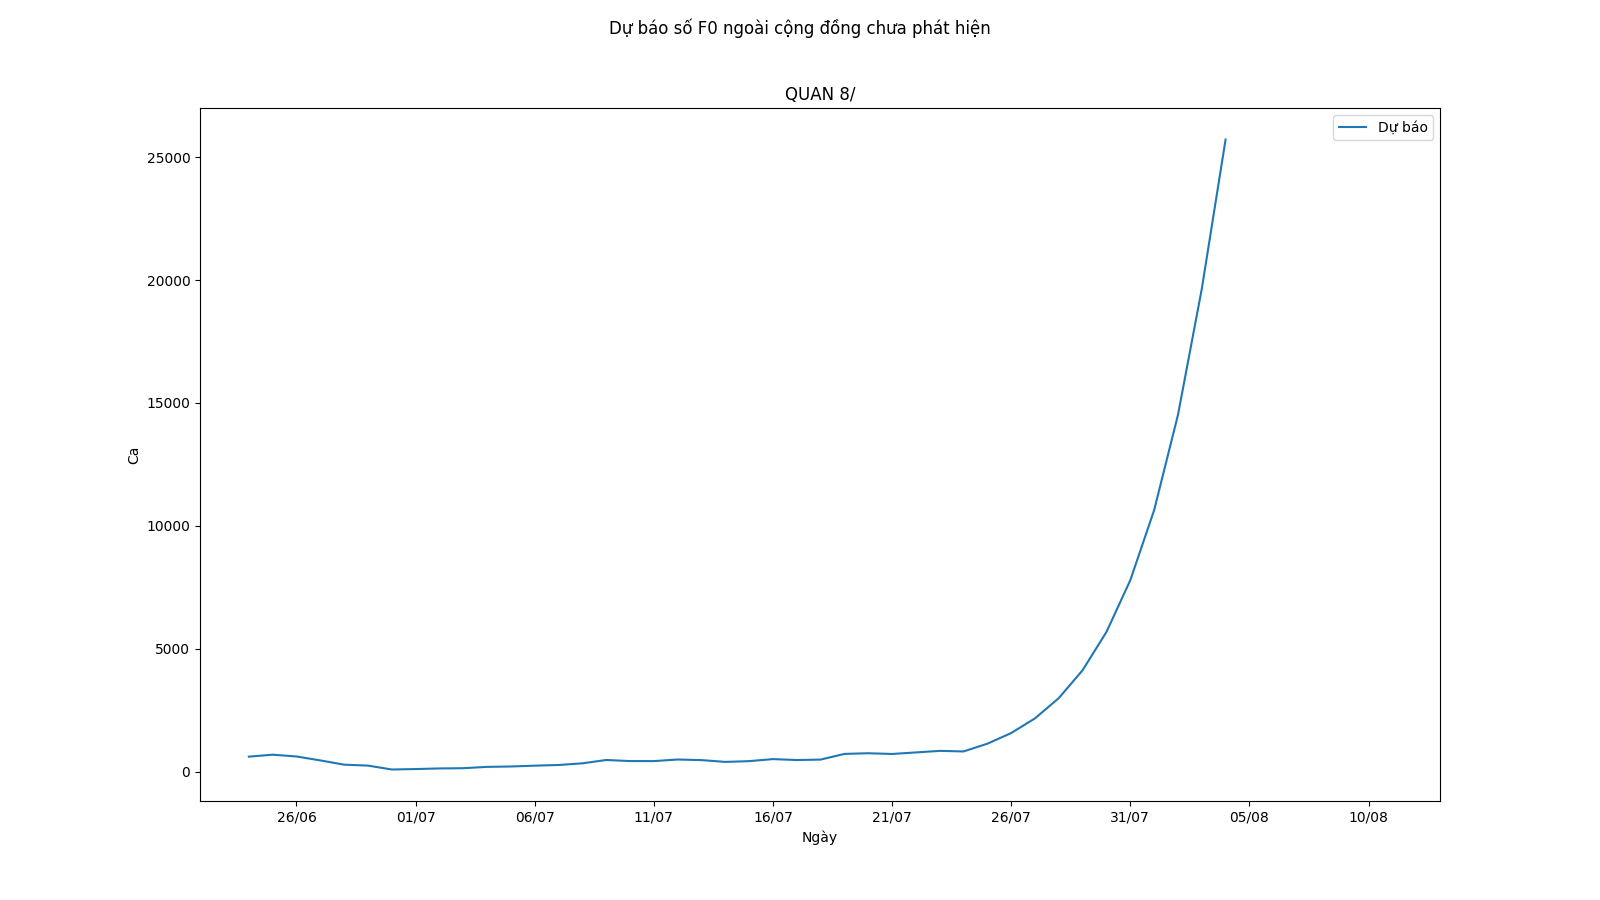 Dự báo số F0 ngoài cộng đồng chưa phát hiện
QUAN 8/
Dự báo
25000
20000
15000
10000
5000
0
Ca
26/06 01/07 06/07 11/07 16/07 21/07 26/07 31/07 05/08 10/08
Ngày